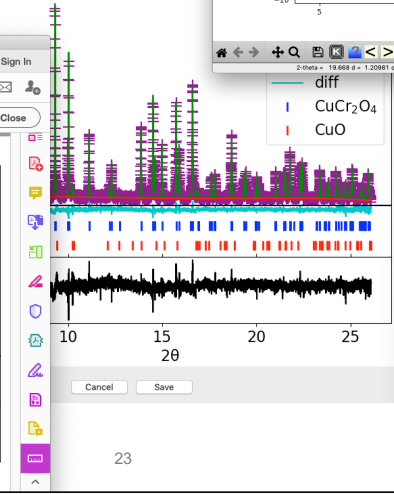 -10
5
Sign In
2-theta = 19.668 d = 1.20981
Close
diff
CuCr₂O₄
CuO
10 15 20 25
2θ
Cancel Save
23